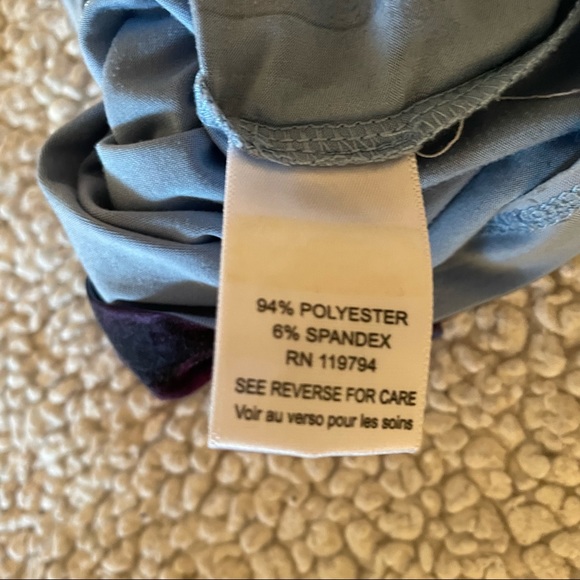 94% POLYESTER
6% SPANDEX
RN 119794
SEE REVERSE FOR CARE
Voir au verso pour les soins